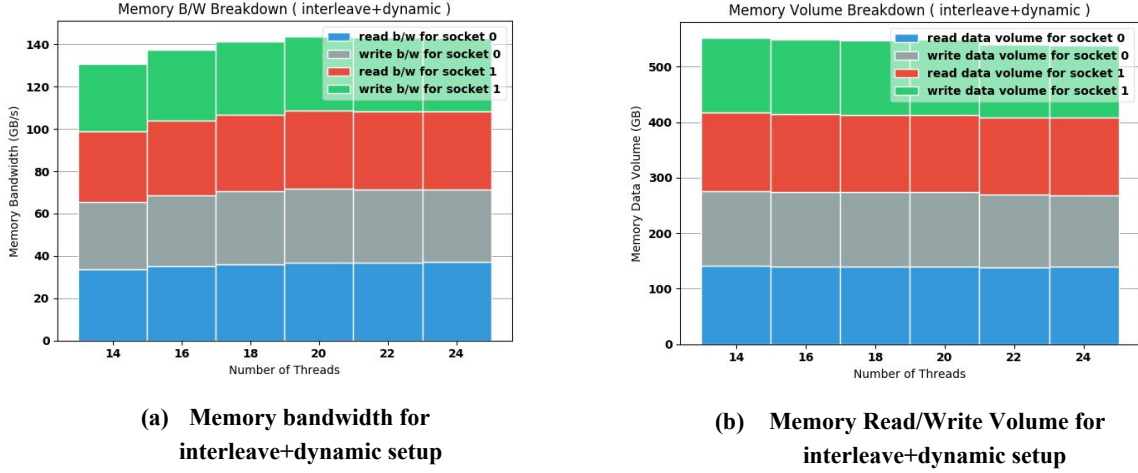 Memory B/W Breakdown ( interleave+dynamic )
read b/w for socket 0
write b/w for socket 0
read b/w for socket 1
write b/w for socket 1
Memory Bandwidth (GB/s)
140
120
100
80
60
40
20
0
14 16 18 20 22 24
Number of Threads
(a) Memory bandwidth for
interleave+dynamic setup
Memory Volume Breakdown ( interleave+dynamic )
read data volume for socket 0
write data volume for socket 0
read data volume for socket 1
write data volume for socket 1
Memory Data Volume (GB)
500
400
300
200
100
0
14 16 18 20 22 24
Number of Threads
(b) Memory Read/Write Volume for
interleave+dynamic setup